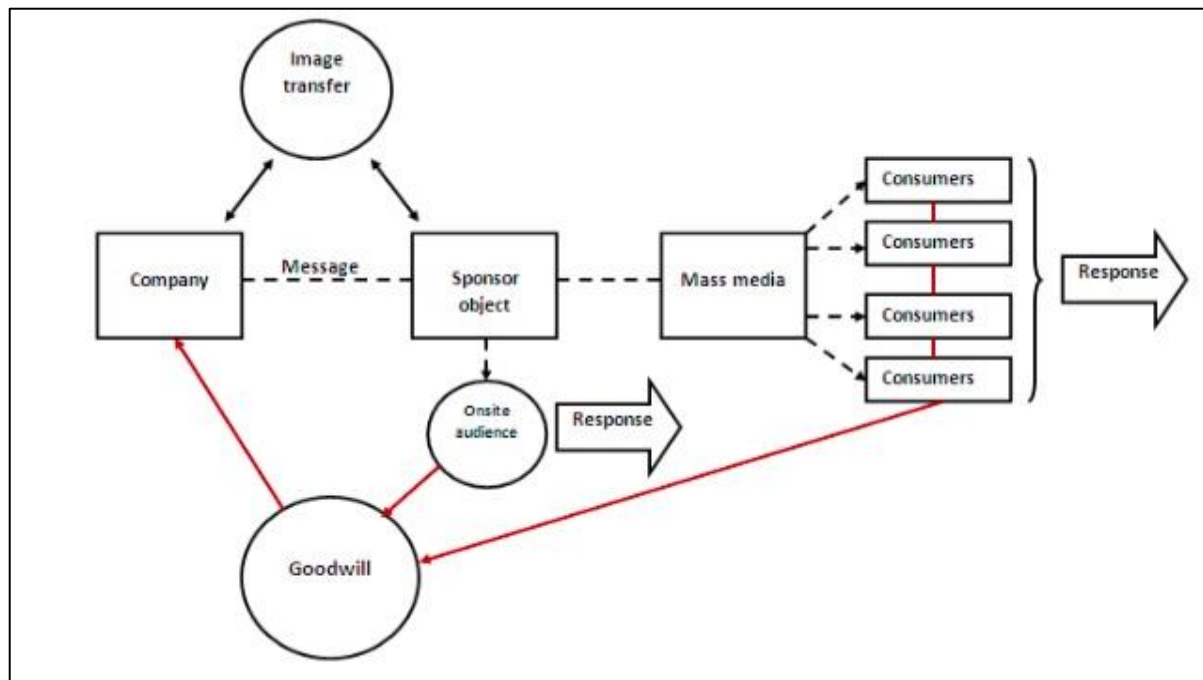 Image
transfer
Consumers
Consumers
Company
Message
Sponsor
object
Mass media
Response
Consumers
Consumers
Onsite
audience
Response
Goodwill